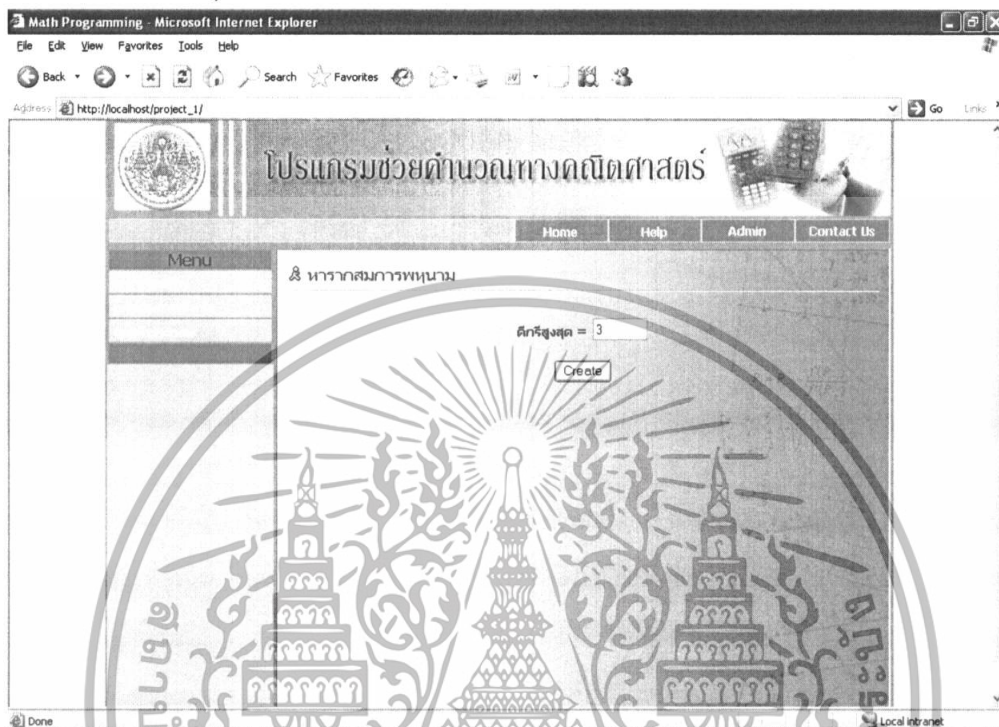 Math Programming - Microsoft Internet Explorer
File Edit View Favorites Tools Help
Back Search Favorites
Address http://localhost/project_1/ Go Links
โปรแกรมช่วยคำนวณทางคณิตศาสตร์
Home Help Admin Contact Us
Menu
หารากสมการพหุนาม
ดีกรีสูงสุด = 3
Create
Done Local intranet